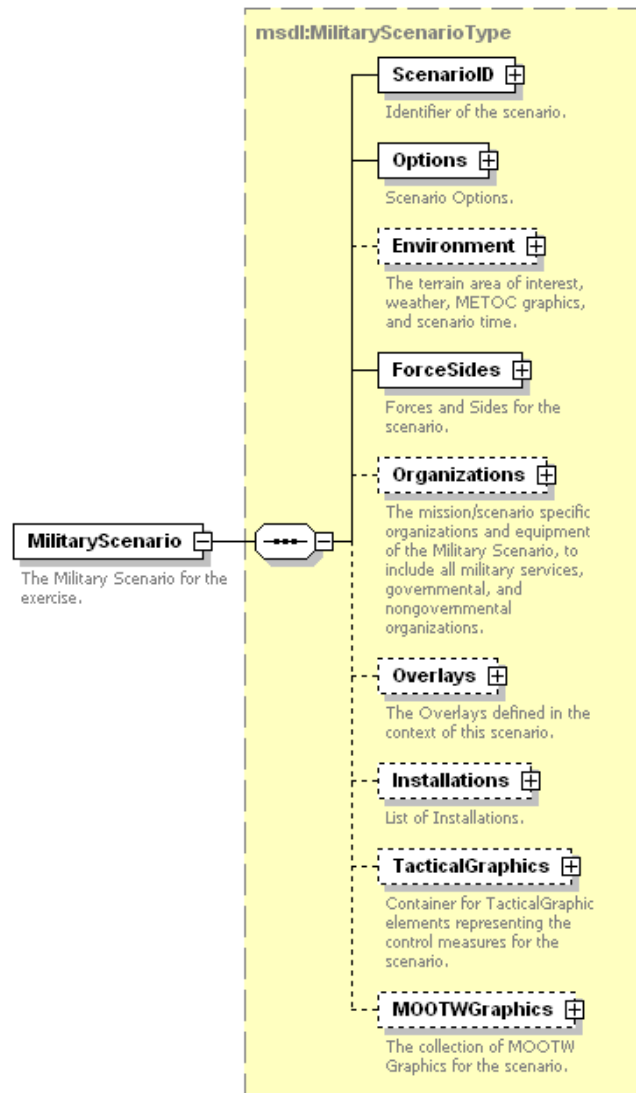 msdl:MilitaryScenarioType
ScenarioID
Identifier of the scenario.
Options
Scenario Options.
Environment
The terrain area of interest,
weather, METOC graphics,
and scenario time.
ForceSides
Forces and Sides for the
scenario.
Organizations
The mission/scenario specific
organizations and equipment
of the Military Scenario, to
include all military services,
governmental, and
nongovernmental
organizations.
MilitaryScenario
The Military Scenario for the
exercise.
Overlays
The Overlays defined in the
context of this scenario.
Installations
List of Installations.
TacticalGraphics
Container for TacticalGraphic
elements representing the
control measures for the
scenario.
MOOTWGraphics
The collection of MOOTW
Graphics for the scenario.